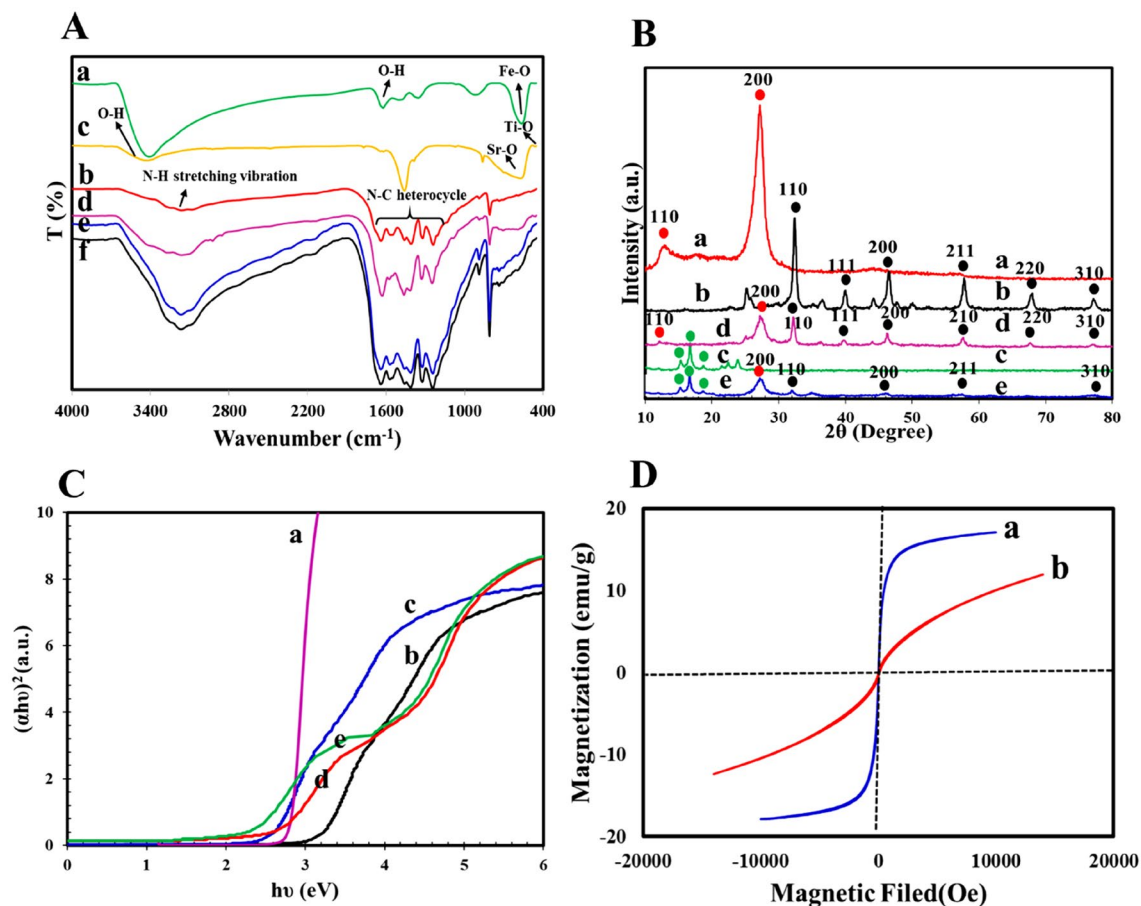 A
a
O-H
Fe-O
O-H
c
Ti-O
Sr-O
b
N-H stretching vibration
N-C heterocycle
d
e
f
T (%)
4000 3400 2800 2200 1600 1000 400
Wavenumber (cm-1)
B
200
110
110
a
111
200
211
220
310
a
b
200
b
110
110
111
200
210
220
310
d
d
c
c
200
110
200
211
310
e
e
Intensity (a.u.)
10 20 30 40 50 60 70 80
2θ (Degree)
C
10
8
6
4
2
0
a
c
b
e
d
(αhυ)2 (a.u.)
0 1 2 3 4 5 6
hυ (eV)
D
20
10
0
-10
-20
a
b
Magnetization (emu/g)
-20000 -10000 0 10000 20000
Magnetic Filed(Oe)